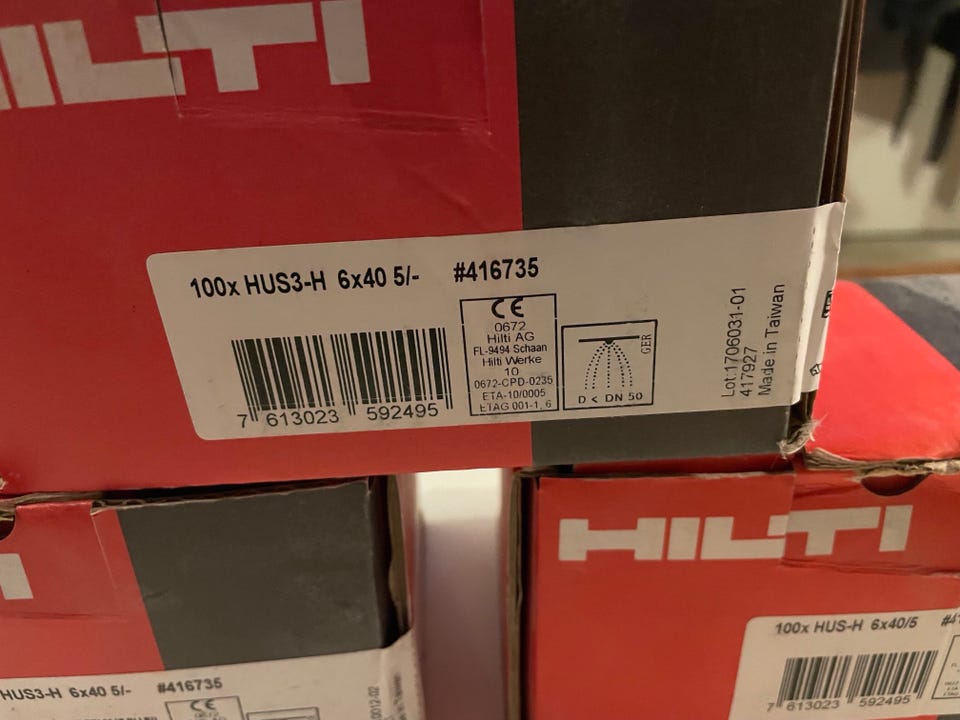 HILTI
100x HUS3-H 6x40 5/- #416735
CE
0672
Hilti AG
FL-9494 Schaan
Hilti Werke
10
0672-CPD-0235
ETA-10/0005
ETAG 001-1, 6
GER
D < DN 50
7 613023 592495
Lot:1706031-01
417927
Made in Taiwan
HUS3-H 6x40 5/- #416735
CE
HILTI
100x HUS-H 6x40/5
7 613023 592495